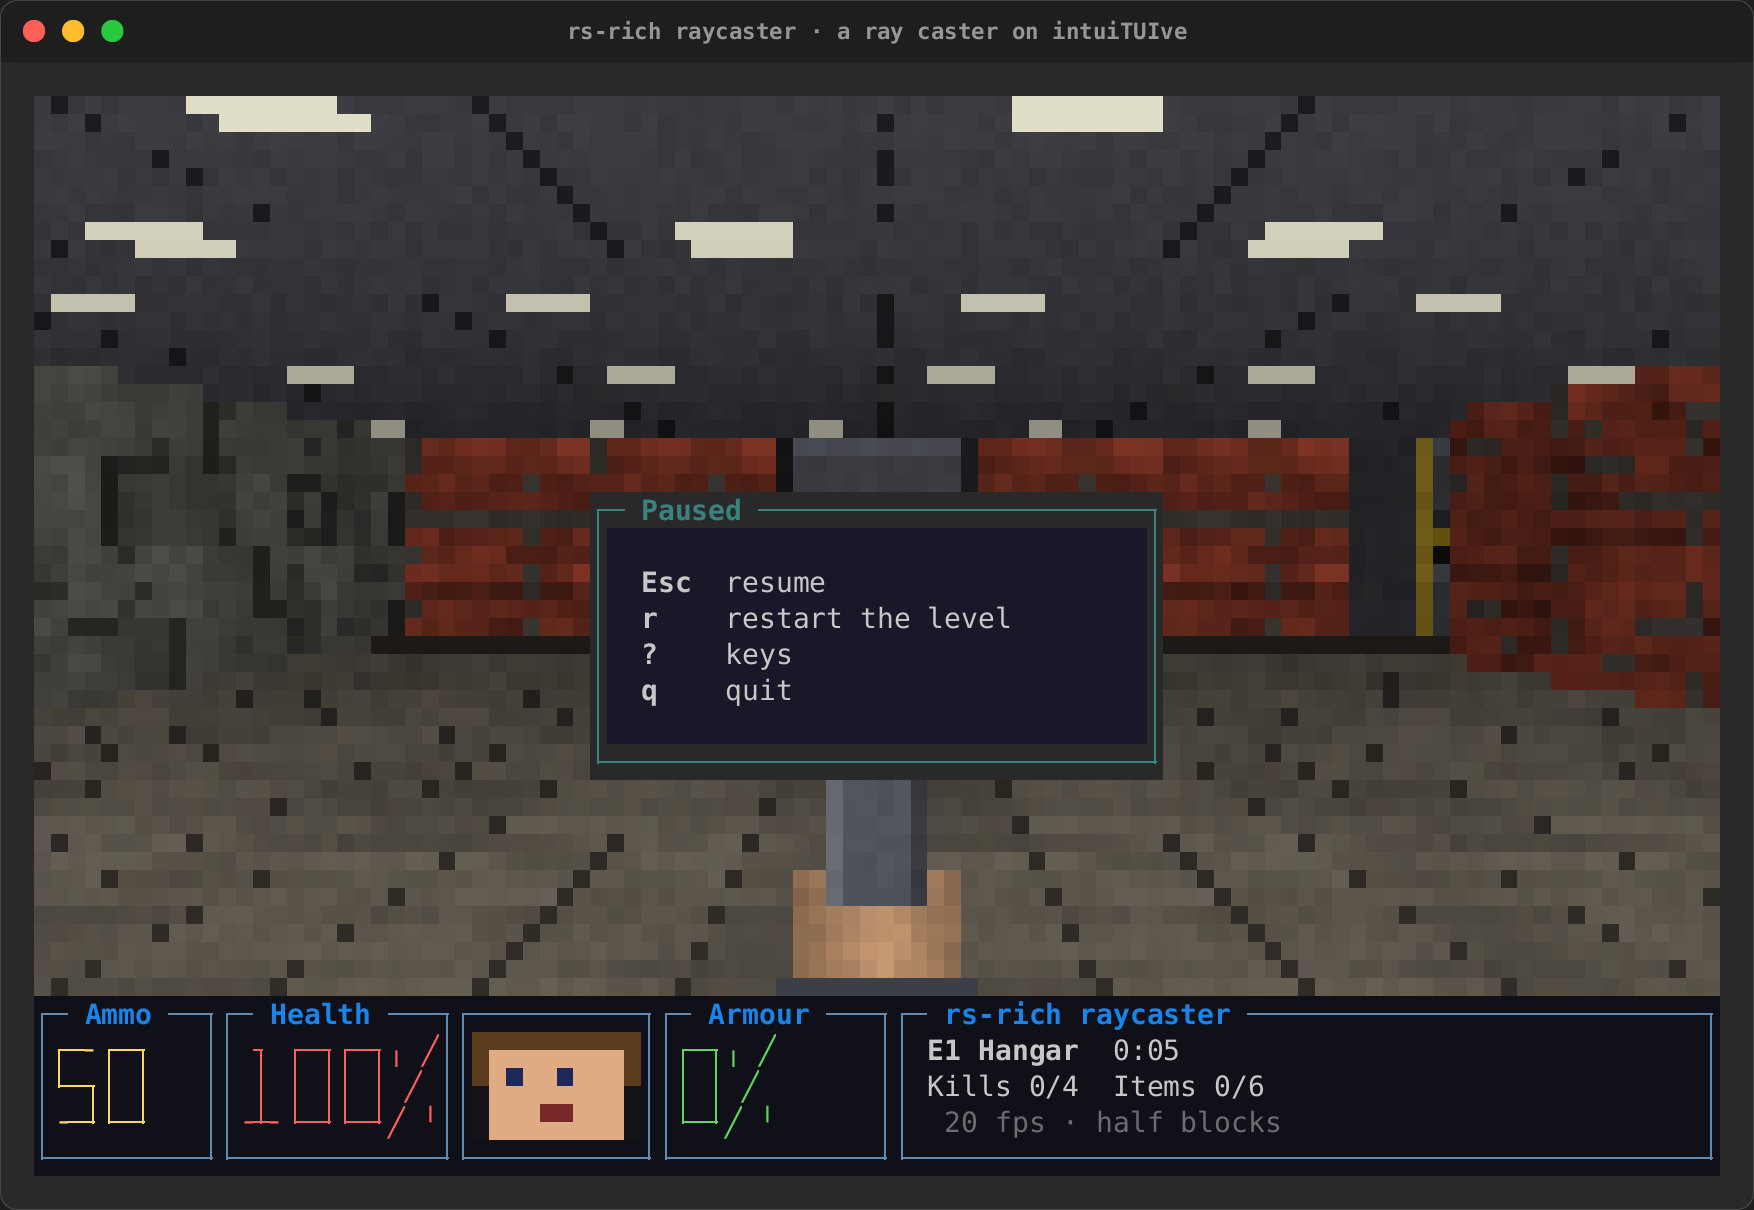 rs-rich raycaster · a ray caster on intuiTUIve
Paused
Esc resume
r restart the level
? keys
q quit
Ammo
50
Health
100%
Armour
0%
rs-rich raycaster
E1 Hangar 0:05
Kills 0/4 Items 0/6
20 fps · half blocks